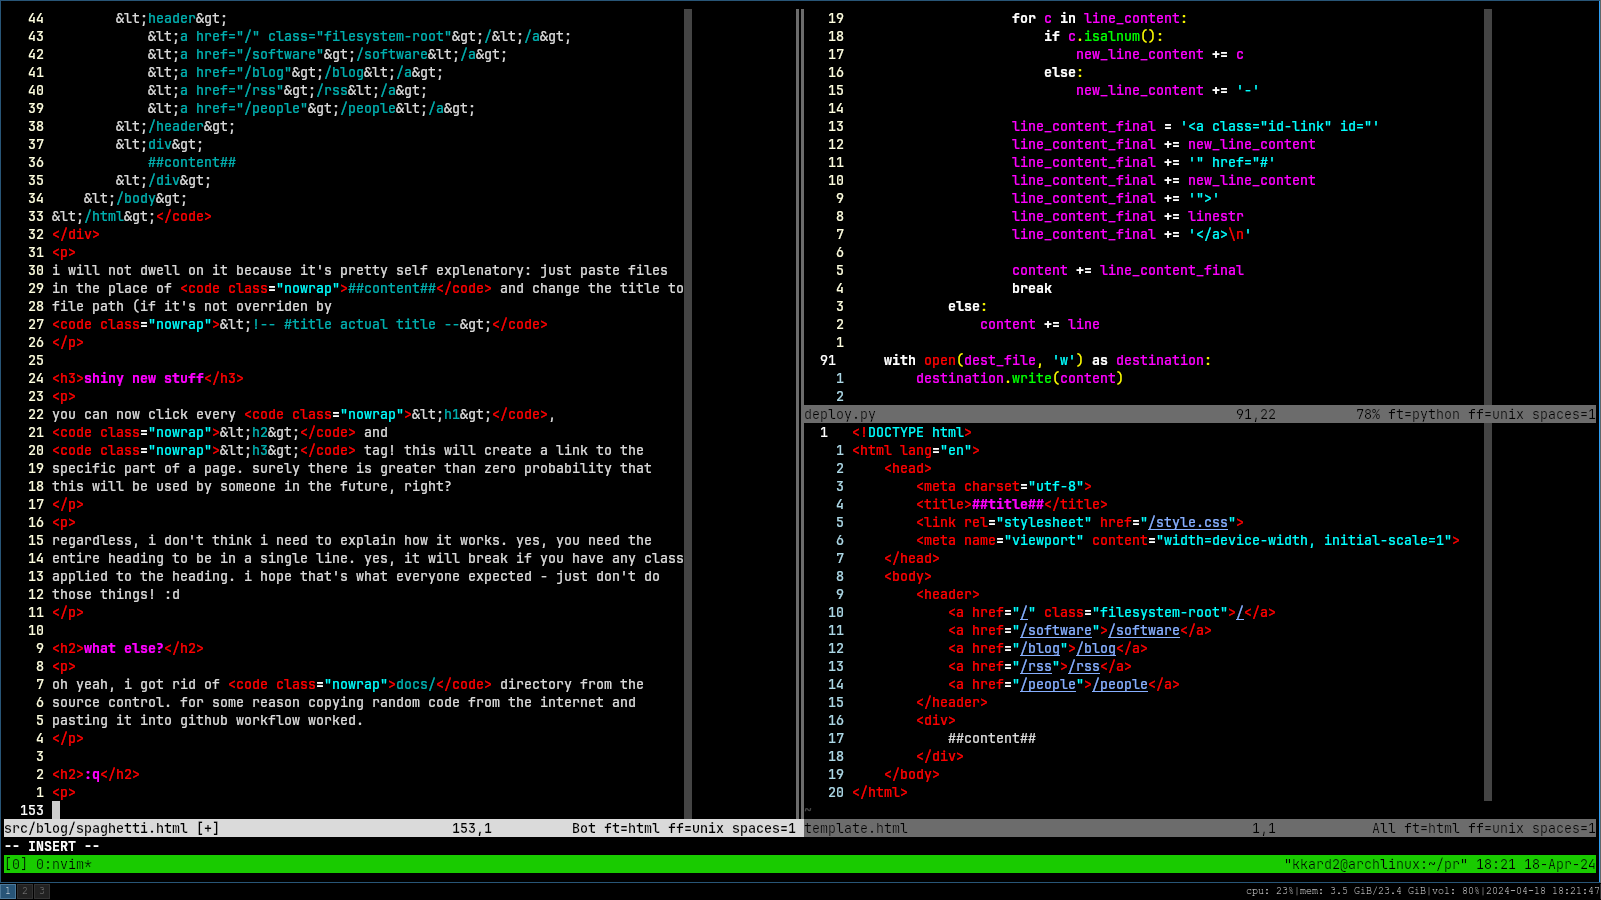 44         &lt;header&gt;
43             &lt;a href="/" class="filesystem-root"&gt;/&lt;/a&gt;
42             &lt;a href="/software"&gt;/software&lt;/a&gt;
41             &lt;a href="/blog"&gt;/blog&lt;/a&gt;
40             &lt;a href="/rss"&gt;/rss&lt;/a&gt;
39             &lt;a href="/people"&gt;/people&lt;/a&gt;
38         &lt;/header&gt;
37         &lt;div&gt;
36             ##content##
35         &lt;/div&gt;
34     &lt;/body&gt;
33 &lt;/html&gt;</code>
32 </div>
31 <p>
30 i will not dwell on it because it's pretty self explenatory: just paste files
29 in the place of <code class="nowrap">##content##</code> and change the title to
28 file path (if it's not overriden by
27 <code class="nowrap">&lt;!-- #title actual title --&gt;</code>
26 </p>
25
24 <h3>shiny new stuff</h3>
23 <p>
22 you can now click every <code class="nowrap">&lt;h1&gt;</code>,
21 <code class="nowrap">&lt;h2&gt;</code> and
20 <code class="nowrap">&lt;h3&gt;</code> tag! this will create a link to the
19 specific part of a page. surely there is greater than zero probability that
18 this will be used by someone in the future, right?
17 </p>
16 <p>
15 regardless, i don't think i need to explain how it works. yes, you need the
14 entire heading to be in a single line. yes, it will break if you have any class
13 applied to the heading. i hope that's what everyone expected - just don't do
12 those things! :d
11 </p>
10
9 <h2>what else?</h2>
8 <p>
7 oh yeah, i got rid of <code class="nowrap">docs/</code> directory from the
6 source control. for some reason copying random code from the internet and
5 pasting it into github workflow worked.
4 </p>
3
2 <h2>:q</h2>
1 <p>
153
src/blog/spaghetti.html [+] 153,1 Bot ft=html ff=unix spaces=1
19                     for c in line_content:
18                         if c.isalnum():
17                             new_line_content += c
16                         else:
15                             new_line_content += '-'
14
13                     line_content_final = '<a class="id-link" id="'
12                     line_content_final += new_line_content
11                     line_content_final += '" href="#'
10                     line_content_final += new_line_content
9                     line_content_final += '">'
8                     line_content_final += linestr
7                     line_content_final += '</a>\n'
6
5                     content += line_content_final
4                     break
3             else:
2                 content += line
1
91     with open(dest_file, 'w') as destination:
1         destination.write(content)
2
deploy.py 91,22 78% ft=python ff=unix spaces=1
1 <!DOCTYPE html>
1 <html lang="en">
2     <head>
3         <meta charset="utf-8">
4         <title>##title##</title>
5         <link rel="stylesheet" href="/style.css">
6         <meta name="viewport" content="width=device-width, initial-scale=1">
7     </head>
8     <body>
9         <header>
10             <a href="/" class="filesystem-root">/</a>
11             <a href="/software">/software</a>
12             <a href="/blog">/blog</a>
13             <a href="/rss">/rss</a>
14             <a href="/people">/people</a>
15         </header>
16         <div>
17             ##content##
18         </div>
19     </body>
20 </html>
~
template.html 1,1 All ft=html ff=unix spaces=1
-- INSERT --
[0] 0:nvim* "kkard2@archlinux:~/pr" 18:21 18-Apr-24
1 2 3 cpu: 23%|mem: 3.5 GiB/23.4 GiB|vol: 80%|2024-04-18 18:21:47